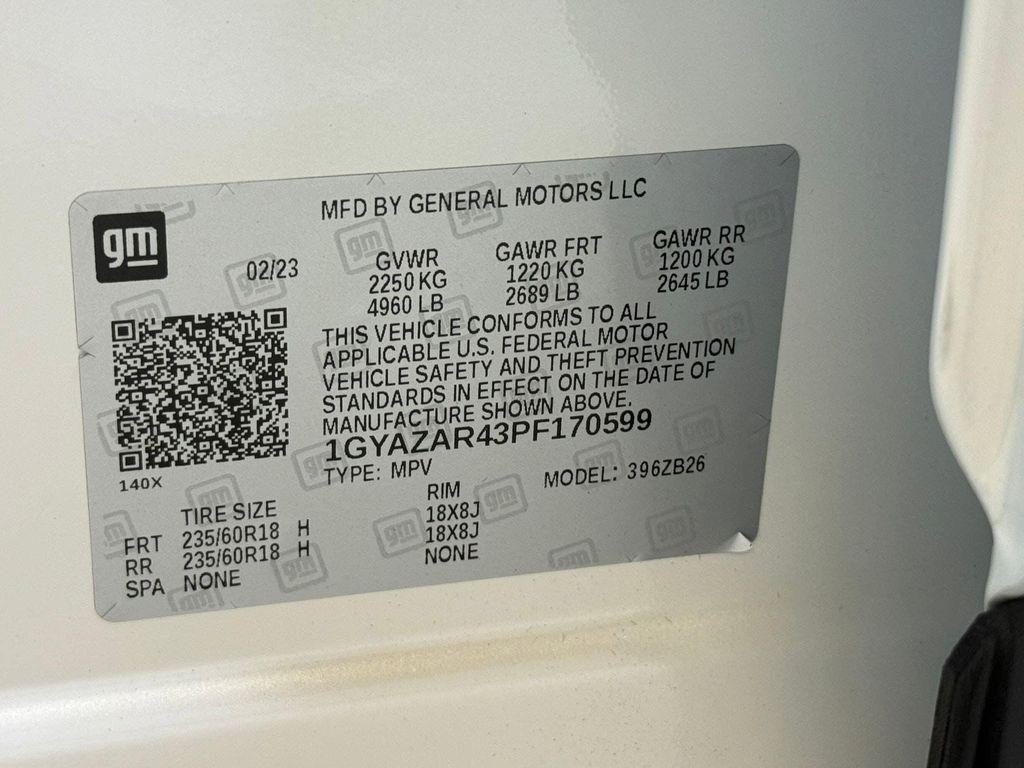 gm
MFD BY GENERAL MOTORS LLC
02/23
GVWR GAWR FRT GAWR RR
2250 KG 1220 KG 1200 KG
4960 LB 2689 LB 2645 LB
THIS VEHICLE CONFORMS TO ALL
APPLICABLE U.S. FEDERAL MOTOR
VEHICLE SAFETY AND THEFT PREVENTION
STANDARDS IN EFFECT ON THE DATE OF
MANUFACTURE SHOWN ABOVE.
1GYAZAR43PF170599
TYPE: MPV MODEL: 396ZB26
140X
TIRE SIZE RIM
FRT 235/60R18 H 18X8J
RR 235/60R18 H 18X8J
SPA NONE NONE